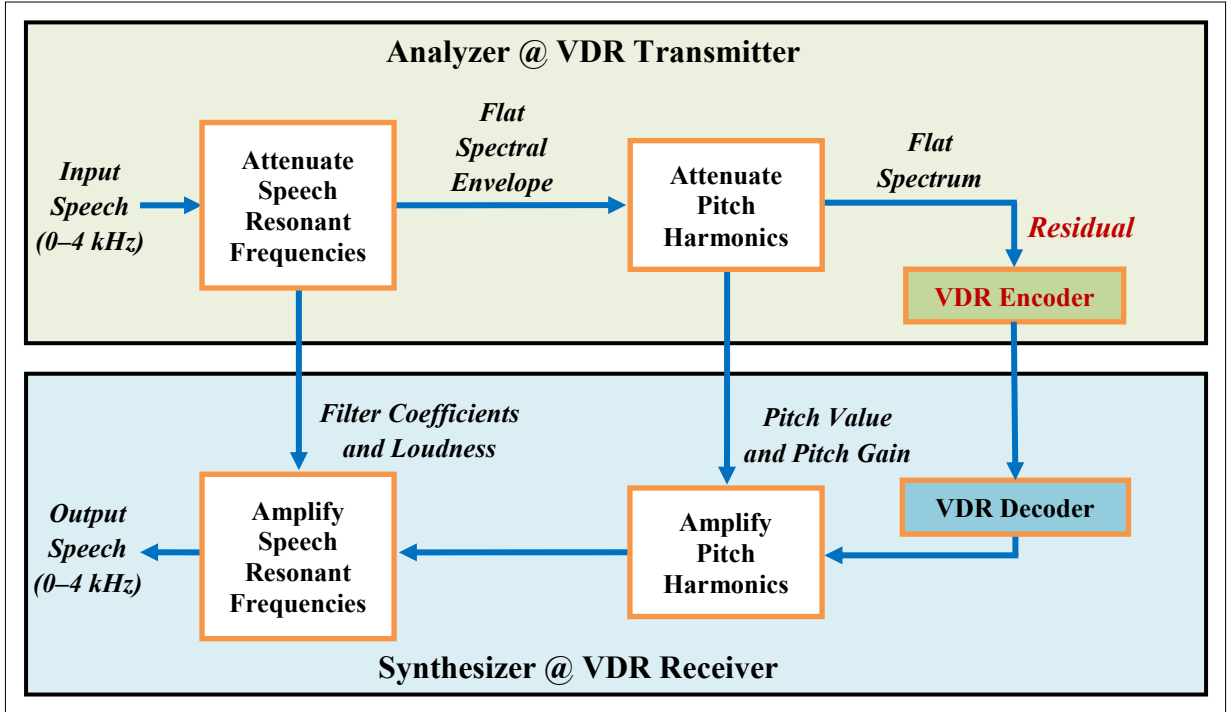 Analyzer @ VDR Transmitter
Input
Speech
(0–4 kHz)
Attenuate
Speech
Resonant
Frequencies
Flat
Spectral
Envelope
Attenuate
Pitch
Harmonics
Flat
Spectrum
Residual
VDR Encoder
Filter Coefficients
and Loudness
Pitch Value
and Pitch Gain
Output
Speech
(0–4 kHz)
Amplify
Speech
Resonant
Frequencies
Amplify
Pitch
Harmonics
VDR Decoder
Synthesizer @ VDR Receiver